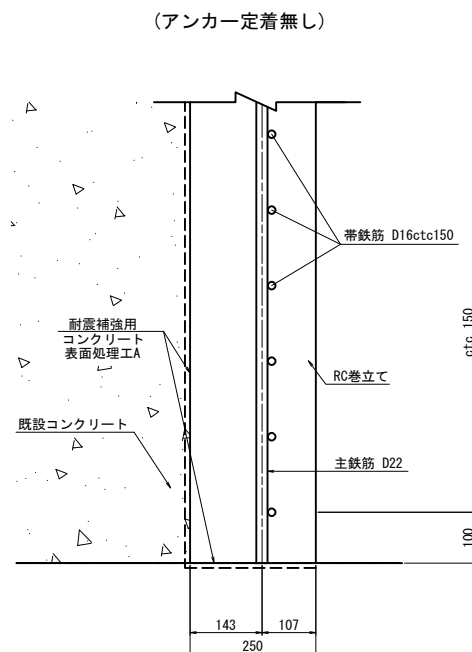 (アンカー定着無し)
帯鉄筋 D16ctc150
ctc 150
耐震補強用
コンクリート
表面処理工A
RC巻立て
既設コンクリート
主鉄筋 D22
100
143
107
250